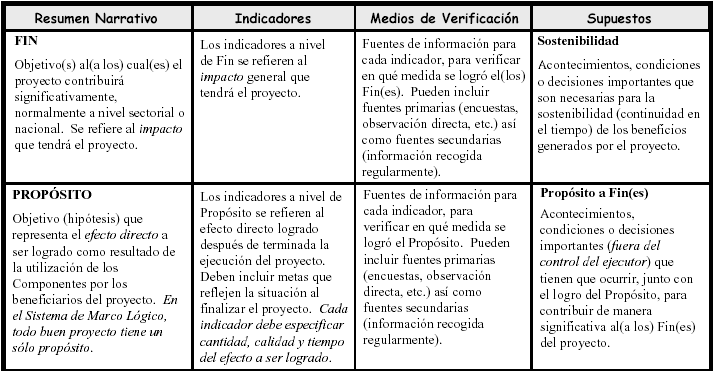 Resumen Narrativo
Indicadores
Medios de Verificación
Supuestos
FIN
Objetivo(s) al(a los) cual(es) el
proyecto contribuirá
significativamente,
normalmente a nivel sectorial o
nacional. Se refiere al impacto
que tendrá el proyecto.
Los indicadores a nivel
de Fin se refieren al
impacto general que
tendrá el proyecto.
Fuentes de información para
cada indicador, para verificar
en qué medida se logró el(los)
Fin(es). Pueden incluir
fuentes primarias (encuestas,
observación directa, etc.) así
como fuentes secundarias
(información recogida
regularmente).
Sostenibilidad
Acontecimientos, condiciones
o decisiones importantes que
son necesarias para la
sostenibilidad (continuidad en
el tiempo) de los beneficios
generados por el proyecto.
PROPÓSITO
Objetivo (hipótesis) que
representa el efecto directo a
ser logrado como resultado de
la utilización de los
Componentes por los
beneficiarios del proyecto. En
el Sistema de Marco Lógico,
todo buen proyecto tiene un
sólo propósito.
Los indicadores a nivel de
Propósito se refieren al
efecto directo logrado
después de terminada la
ejecución del proyecto.
Deben incluir metas que
reflejen la situación al
finalizar el proyecto. Cada
indicador debe especificar
cantidad, calidad y tiempo
del efecto a ser logrado.
Fuentes de información para
cada indicador, para
verificar en qué medida se
logró el Propósito. Pueden
incluir fuentes primarias
(encuestas, observación
directa, etc.) así como
fuentes secundarias
(información recogida
regularmente).
Propósito a Fin(es)
Acontecimientos,
condiciones o decisiones
importantes (fuera del
control del ejecutor) que
tienen que ocurrir, junto con
el logro del Propósito, para
contribuir de manera
significativa al(a los) Fin(es)
del proyecto.